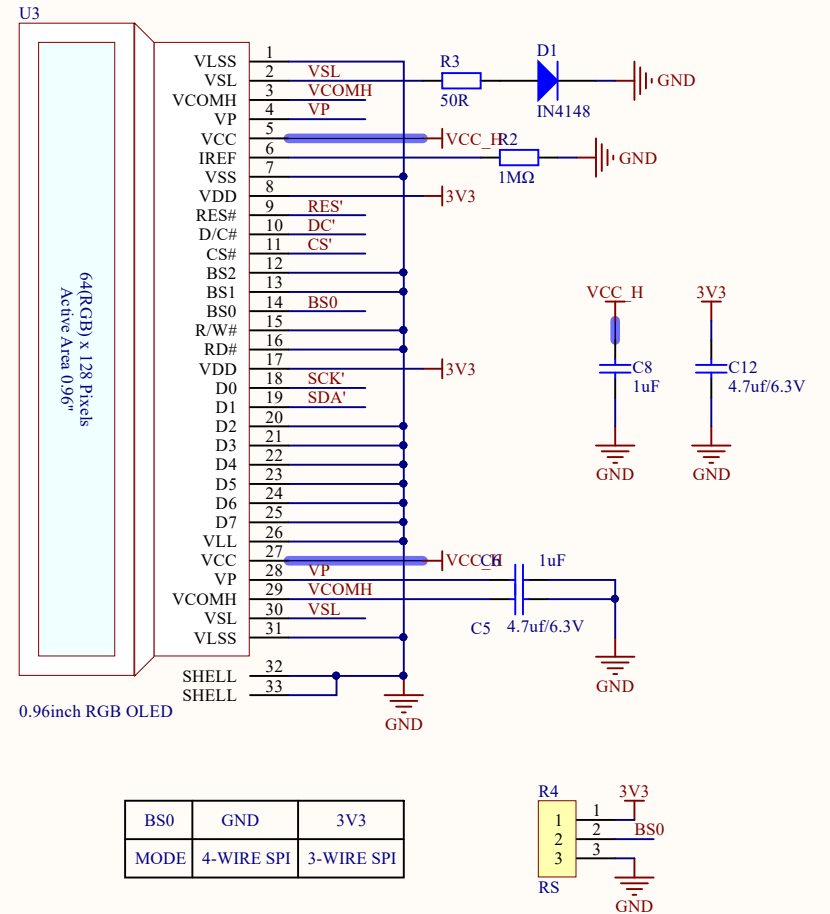 U3
VLSS 1
VSL 2 VSL
VCOMH 3 VCOMH
VP 4 VP
VCC 5 VCC_H
IREF 6
VSS 7
VDD 8 3V3
RES# 9 RES'
D/C# 10 DC'
CS# 11 CS'
BS2 12
BS1 13
BS0 14 BS0
R/W# 15
RD# 16
VDD 17 3V3
D0 18 SCK'
D1 19 SDA'
D2 20
D3 21
D4 22
D5 23
D6 24
D7 25
VLL 26
VCC 27 VCC_H
VP 28 VP
VCOMH 29 VCOMH
VSL 30 VSL
VLSS 31
SHELL 32
SHELL 33
64(RGB) x 128 Pixels
Active Area 0.96"
0.96inch RGB OLED
GND
R3
50R
D1
IN4148
GND
R2
1MΩ
GND
VCC_H
C8
1uF
GND
3V3
C12
4.7uf/6.3V
GND
C6 1uF
C5 4.7uf/6.3V
GND
BS0 GND 3V3
MODE 4-WIRE SPI 3-WIRE SPI
R4
3V3
1 1
2 2 BS0
3 3
RS
GND